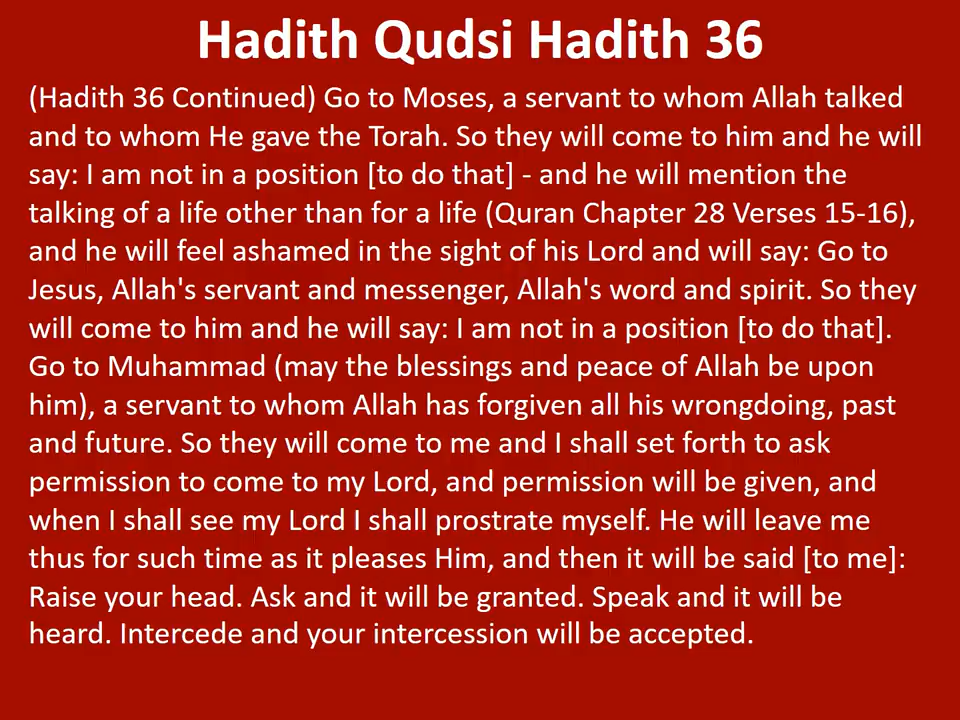 Hadith Qudsi Hadith 36
(Hadith 36 Continued) Go to Moses, a servant to whom Allah talked
and to whom He gave the Torah. So they will come to him and he will
say: I am not in a position [to do that] - and he will mention the
talking of a life other than for a life (Quran Chapter 28 Verses 15-16),
and he will feel ashamed in the sight of his Lord and will say: Go to
Jesus, Allah's servant and messenger, Allah's word and spirit. So they
will come to him and he will say: I am not in a position [to do that].
Go to Muhammad (may the blessings and peace of Allah be upon
him), a servant to whom Allah has forgiven all his wrongdoing, past
and future. So they will come to me and I shall set forth to ask
permission to come to my Lord, and permission will be given, and
when I shall see my Lord I shall prostrate myself. He will leave me
thus for such time as it pleases Him, and then it will be said [to me]:
Raise your head. Ask and it will be granted. Speak and it will be
heard. Intercede and your intercession will be accepted.